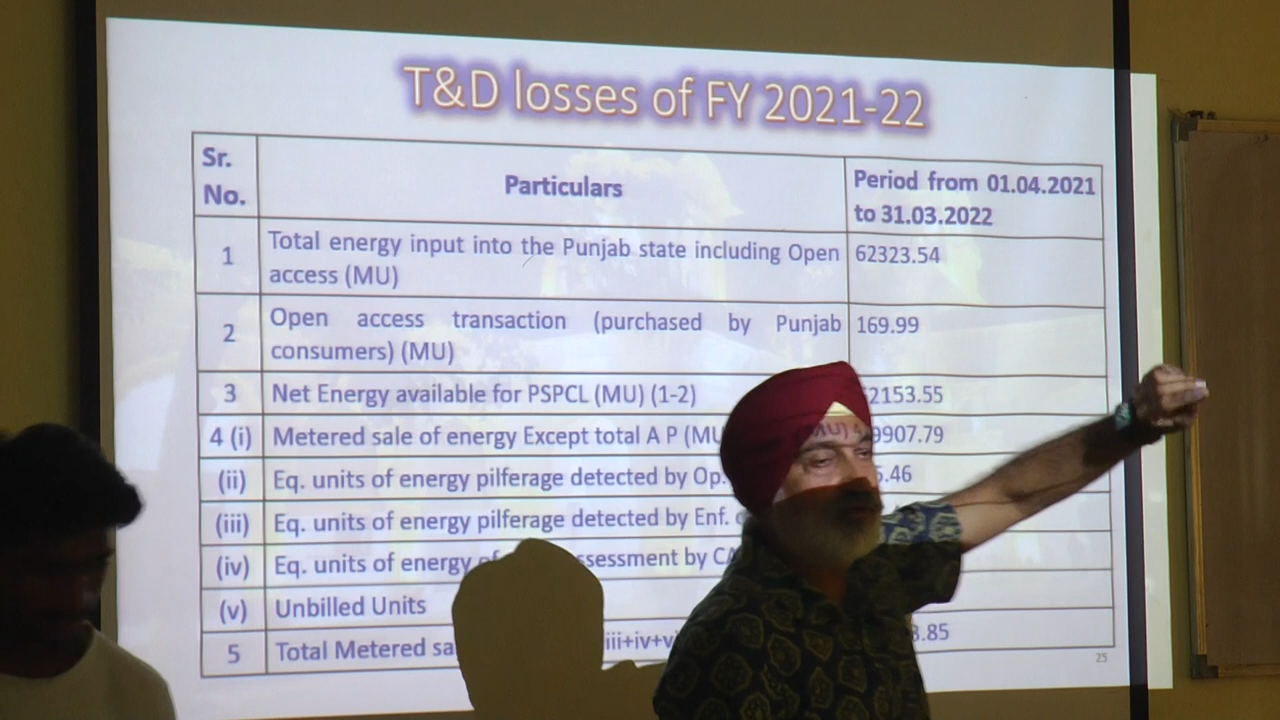 T&D losses of FY 2021-22
Sr. No. Particulars Period from 01.04.2021 to 31.03.2022
1 Total energy input into the Punjab state including Open access (MU) 62323.54
2 Open access transaction (purchased by Punjab consumers) (MU) 169.99
3 Net Energy available for PSPCL (MU) (1-2) 2153.55
4 (i) Metered sale of energy Except total A P (MU) 9907.79
(ii) Eq. units of energy pilferage detected by Op. 5.46
(iii) Eq. units of energy pilferage detected by Enf.
(iv) Eq. units of energy by
(v) Unbilled Units
5 Total Metered iii+iv+v 3.85
25